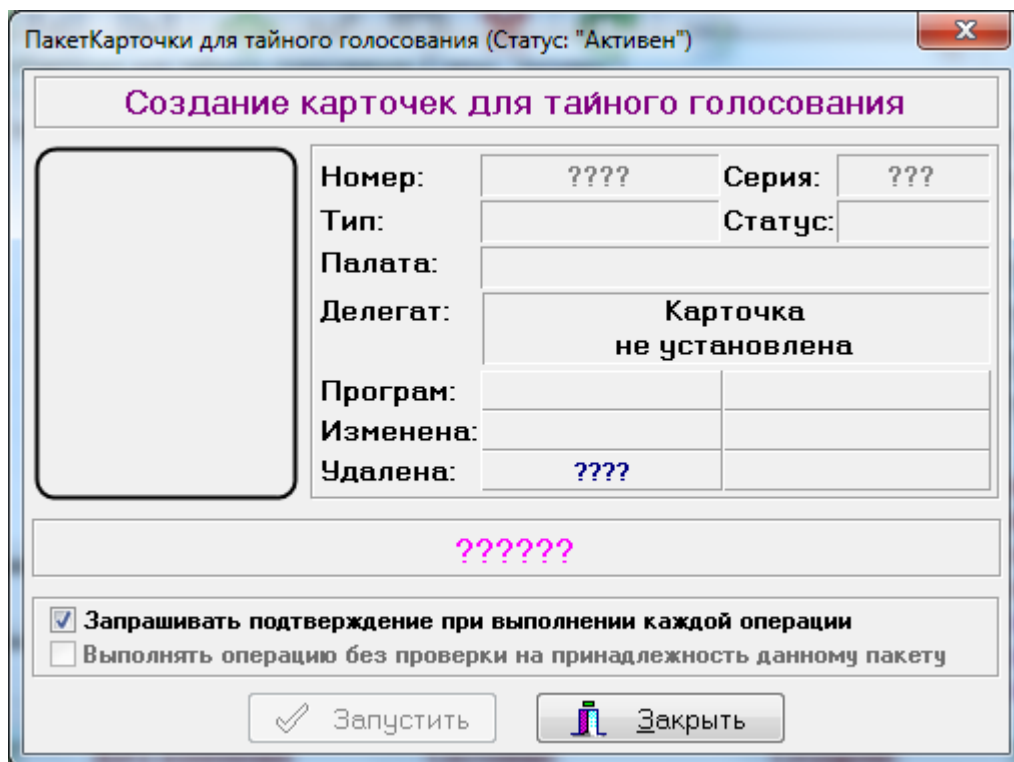 ПакетКарточки для тайного голосования (Статус: "Активен")
Создание карточек для тайного голосования
Номер: ???? Серия: ???
Тип: Статус:
Палата:
Делегат: Карточка
не установлена
Програм:
Изменена:
Удалена: ????
??????
Запрашивать подтверждение при выполнении каждой операции
Выполнять операцию без проверки на принадлежность данному пакету
Запустить Закрыть